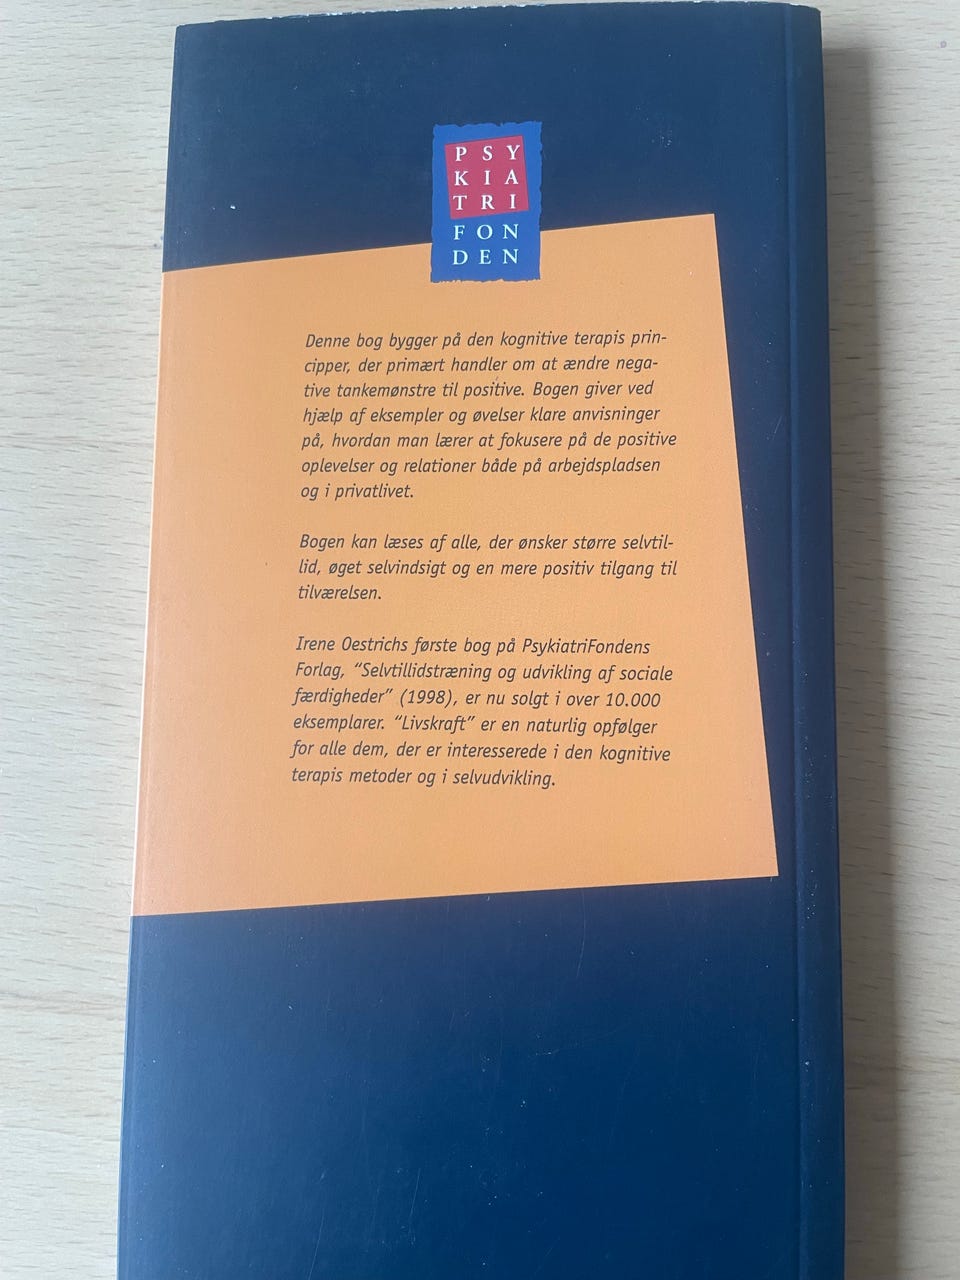 PSY
KIA
TRI
FON
DEN
Denne bog bygger på den kognitive terapis prin-
cipper, der primært handler om at ændre nega-
tive tankemønstre til positive. Bogen giver ved
hjælp af eksempler og øvelser klare anvisninger
på, hvordan man lærer at fokusere på de positive
oplevelser og relationer både på arbejdspladsen
og i privatlivet.
Bogen kan læses af alle, der ønsker større selvtil-
lid, øget selvindsigt og en mere positiv tilgang til
tilværelsen.
Irene Oestrichs første bog på PsykiatriFondens
Forlag, “Selvtillidstræning og udvikling af sociale
færdigheder” (1998), er nu solgt i over 10.000
eksemplarer. “Livskraft” er en naturlig opfølger
for alle dem, der er interesserede i den kognitive
terapis metoder og i selvudvikling.